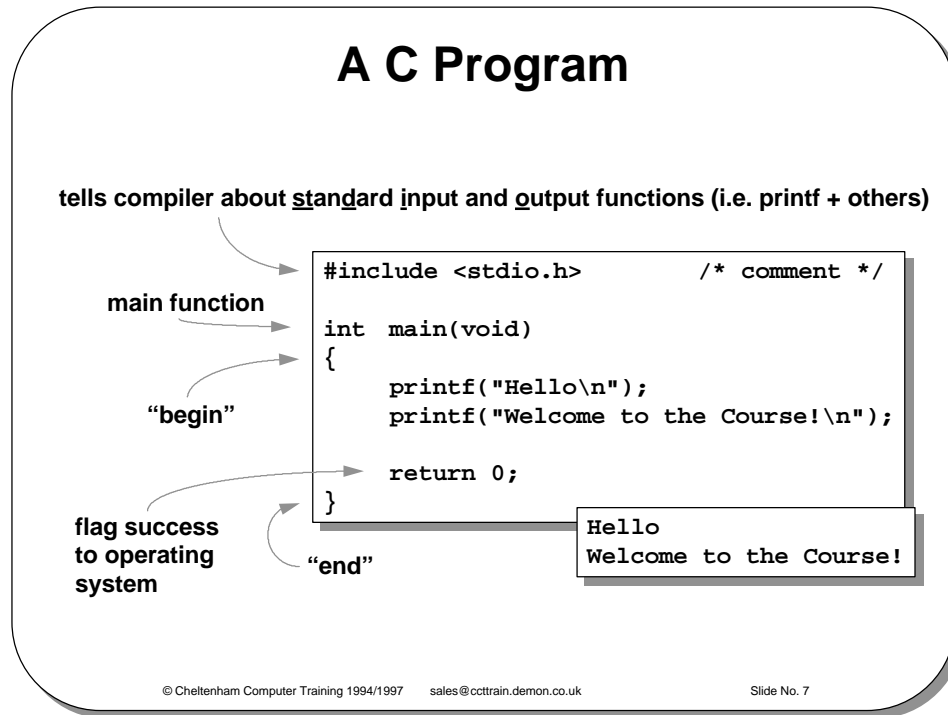 A C Program
tells compiler about standard input and output functions (i.e. printf + others)
#include <stdio.h> /* comment */
main function
int main(void)
{
“begin”
printf("Hello\n");
printf("Welcome to the Course!\n");
return 0;
}
flag success
to operating
system
“end”
Hello
Welcome to the Course!
© Cheltenham Computer Training 1994/1997 sales@ccttrain.demon.co.uk Slide No. 7